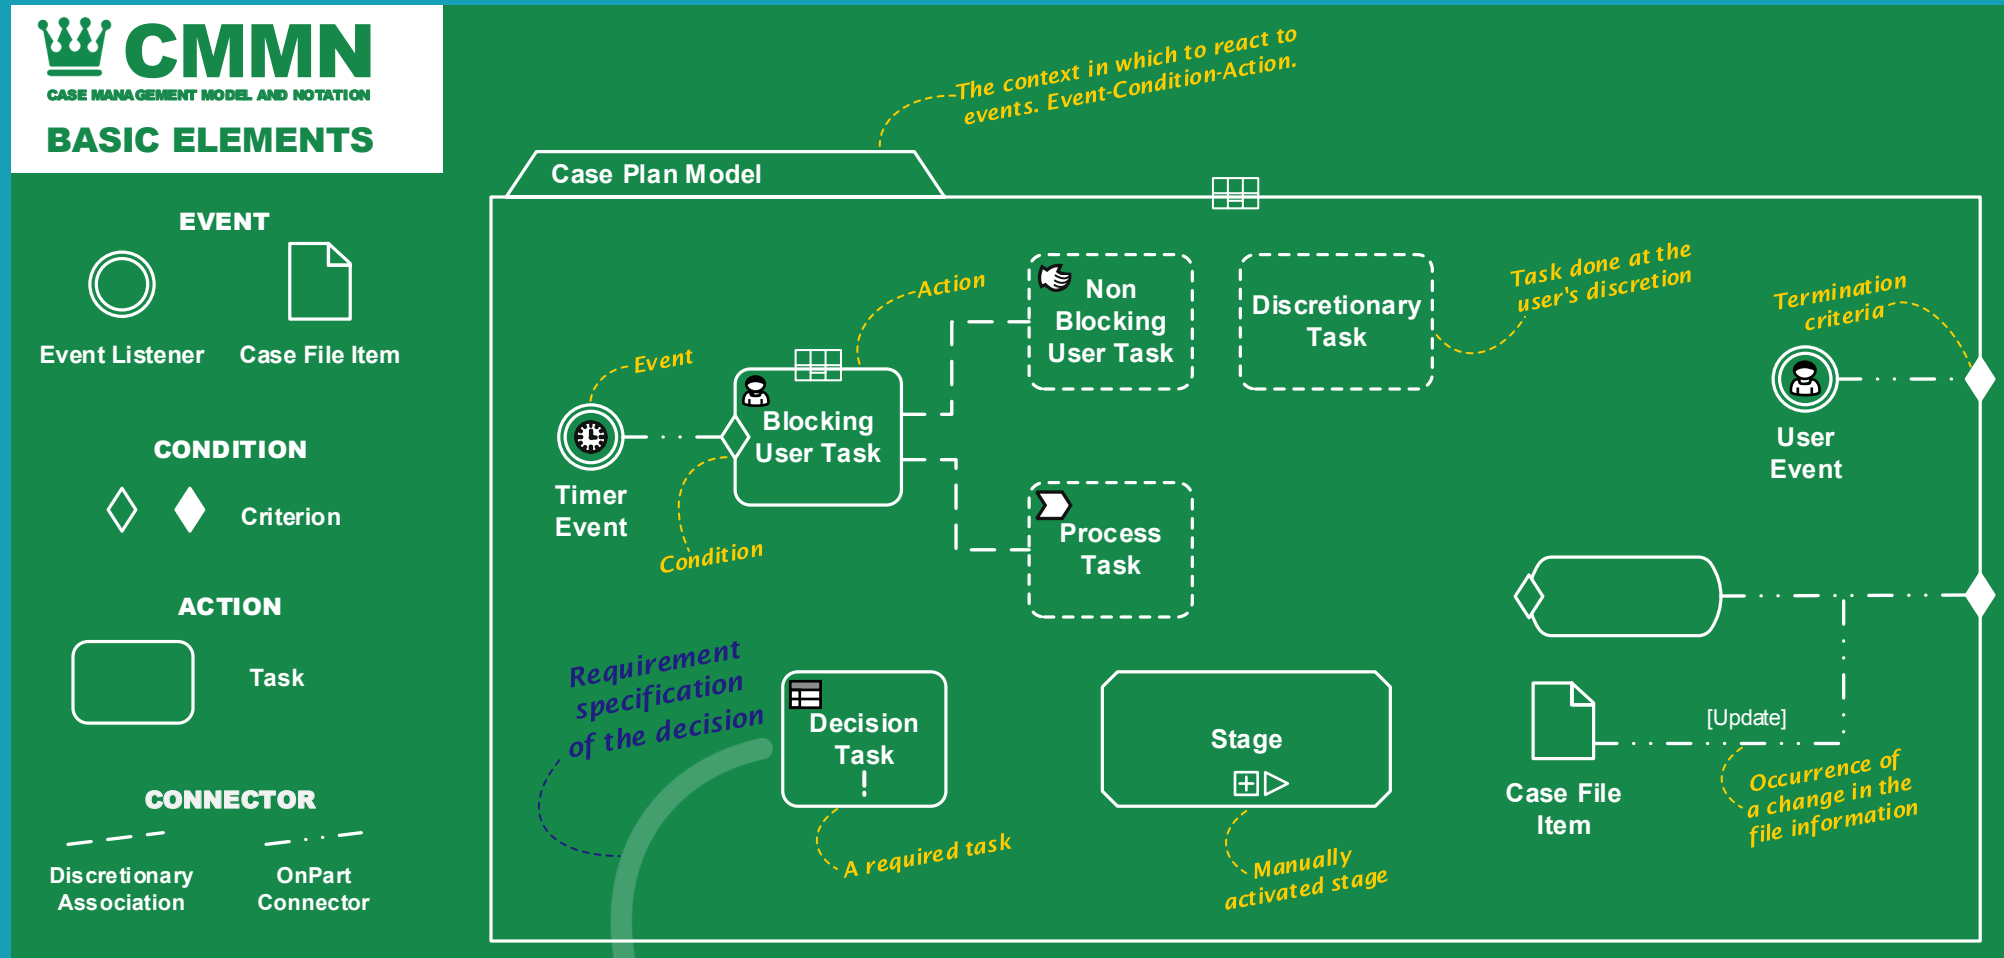 CMMN
CASE MANAGEMENT MODEL AND NOTATION
BASIC ELEMENTS
EVENT
Event Listener
Case File Item
CONDITION
Criterion
ACTION
Task
CONNECTOR
Discretionary
Association
OnPart
Connector
The context in which to react to
events. Event-Condition-Action.
Case Plan Model
Event
Action
Timer
Event
Condition
Blocking
User Task
Non
Blocking
User Task
Discretionary
Task
Task done at the
user's discretion
Termination
criteria
User
Event
Process
Task
Requirement
specification
of the decision
Decision
Task
A required task
Stage
Manually
activated stage
[Update]
Case File
Item
Occurrence of
a change in the
file information